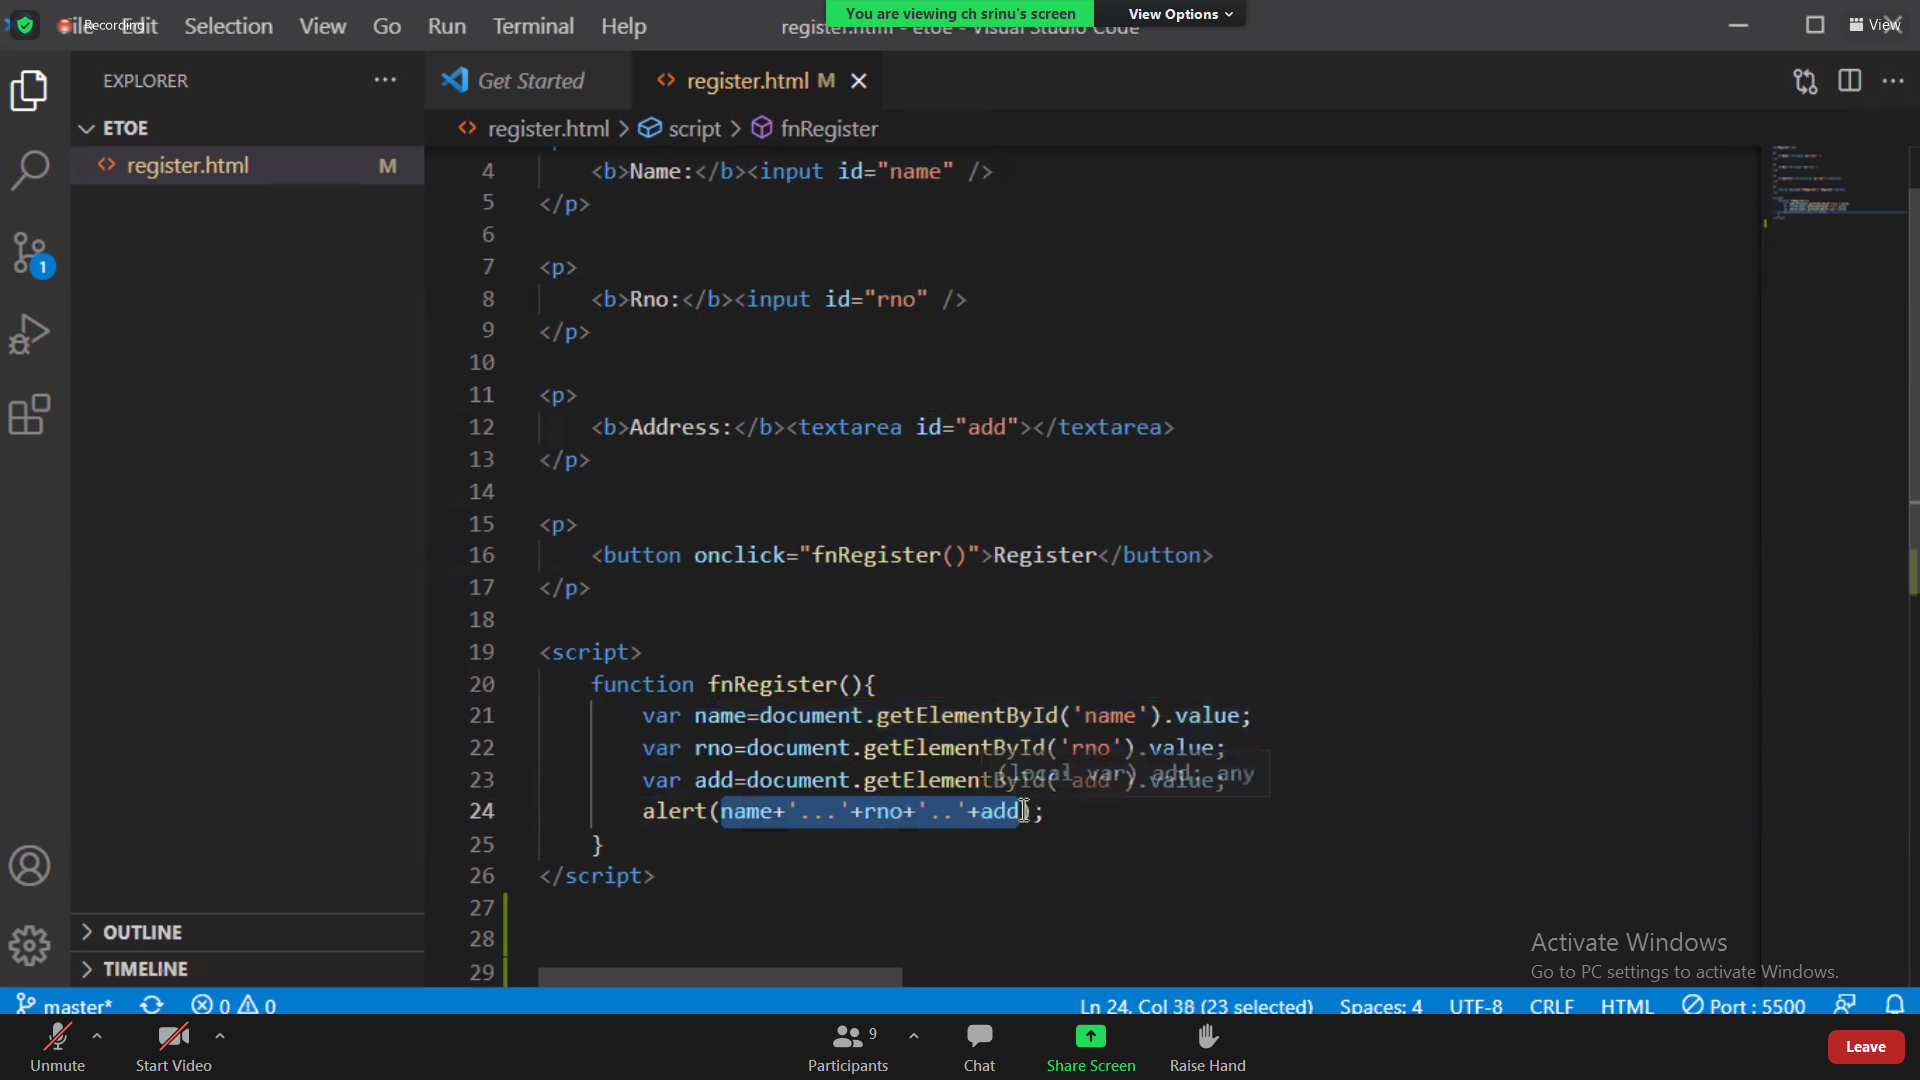 Recording
File Edit Selection View Go Run Terminal Help
You are viewing ch srinu's screen
View Options
register.html - etoe - Visual Studio Code
View
EXPLORER
ETOE
register.html M
Get Started
register.html M
register.html > script > fnRegister
4 <b>Name:</b><input id="name" />
5 </p>
6
7 <p>
8 <b>Rno:</b><input id="rno" />
9 </p>
10
11 <p>
12 <b>Address:</b><textarea id="add"></textarea>
13 </p>
14
15 <p>
16 <button onclick="fnRegister()">Register</button>
17 </p>
18
19 <script>
20 function fnRegister(){
21 var name=document.getElementById('name').value;
22 var rno=document.getElementById('rno').value;
(local var) add: any
23 var add=document.getElementById('add').value;
24 alert(name+'...'+rno+'..'+add);
25 }
26 </script>
27
28
29
1
OUTLINE
TIMELINE
Activate Windows
Go to PC settings to activate Windows.
master* 0 0
Ln 24, Col 38 (23 selected) Spaces: 4 UTF-8 CRLF HTML Port : 5500
Unmute
Start Video
9
Participants
Chat
Share Screen
Raise Hand
Leave